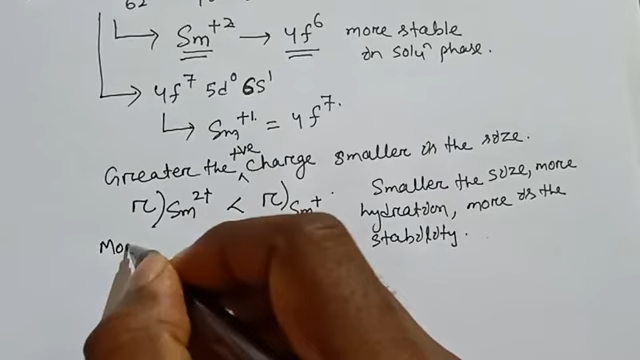 62
Sm+2 → 4f6 more stable
in solun phase.
4f7 5d0 6s1
Sm+1 = 4f7.
Greater the +ve charge smaller is the size.
r)Sm2+ < r)Sm+
Smaller the size, more
hydration, more is the
stability.
Mo